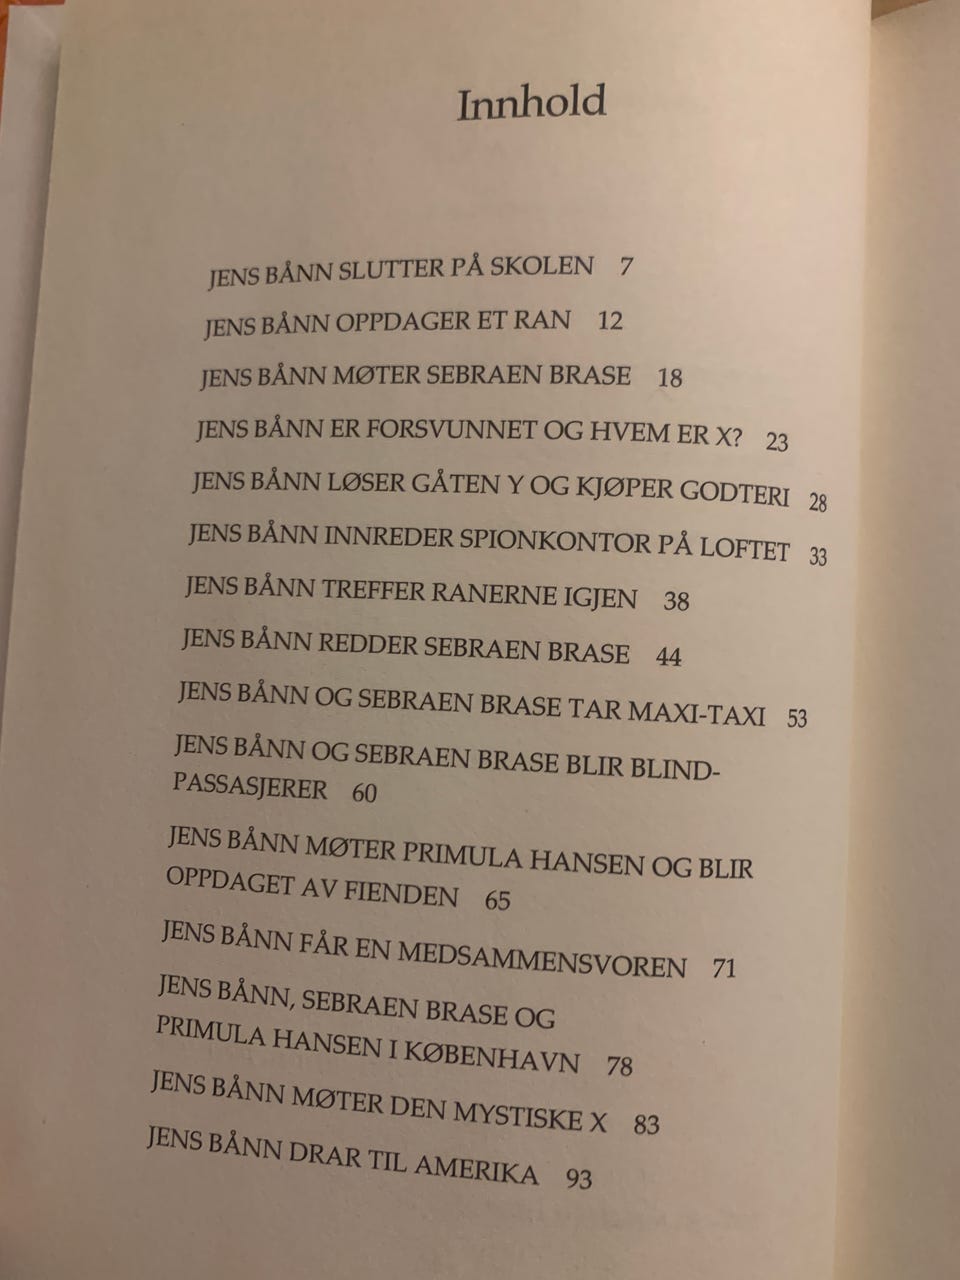 Innhold
JENS BÅNN SLUTTER PÅ SKOLEN 7
JENS BÅNN OPPDAGER ET RAN 12
JENS BÅNN MØTER SEBRAEN BRASE 18
JENS BÅNN ER FORSVUNNET OG HVEM ER X? 23
JENS BÅNN LØSER GÅTEN Y OG KJØPER GODTERI 28
JENS BÅNN INNREDER SPIONKONTOR PÅ LOFTET 33
JENS BÅNN TREFFER RANERNE IGJEN 38
JENS BÅNN REDDER SEBRAEN BRASE 44
JENS BÅNN OG SEBRAEN BRASE TAR MAXI-TAXI 53
JENS BÅNN OG SEBRAEN BRASE BLIR BLIND-
PASSASJERER 60
JENS BÅNN MØTER PRIMULA HANSEN OG BLIR
OPPDAGET AV FIENDEN 65
JENS BÅNN FÅR EN MEDSAMMENSVOREN 71
JENS BÅNN, SEBRAEN BRASE OG
PRIMULA HANSEN I KØBENHAVN 78
JENS BÅNN MØTER DEN MYSTISKE X 83
JENS BÅNN DRAR TIL AMERIKA 93